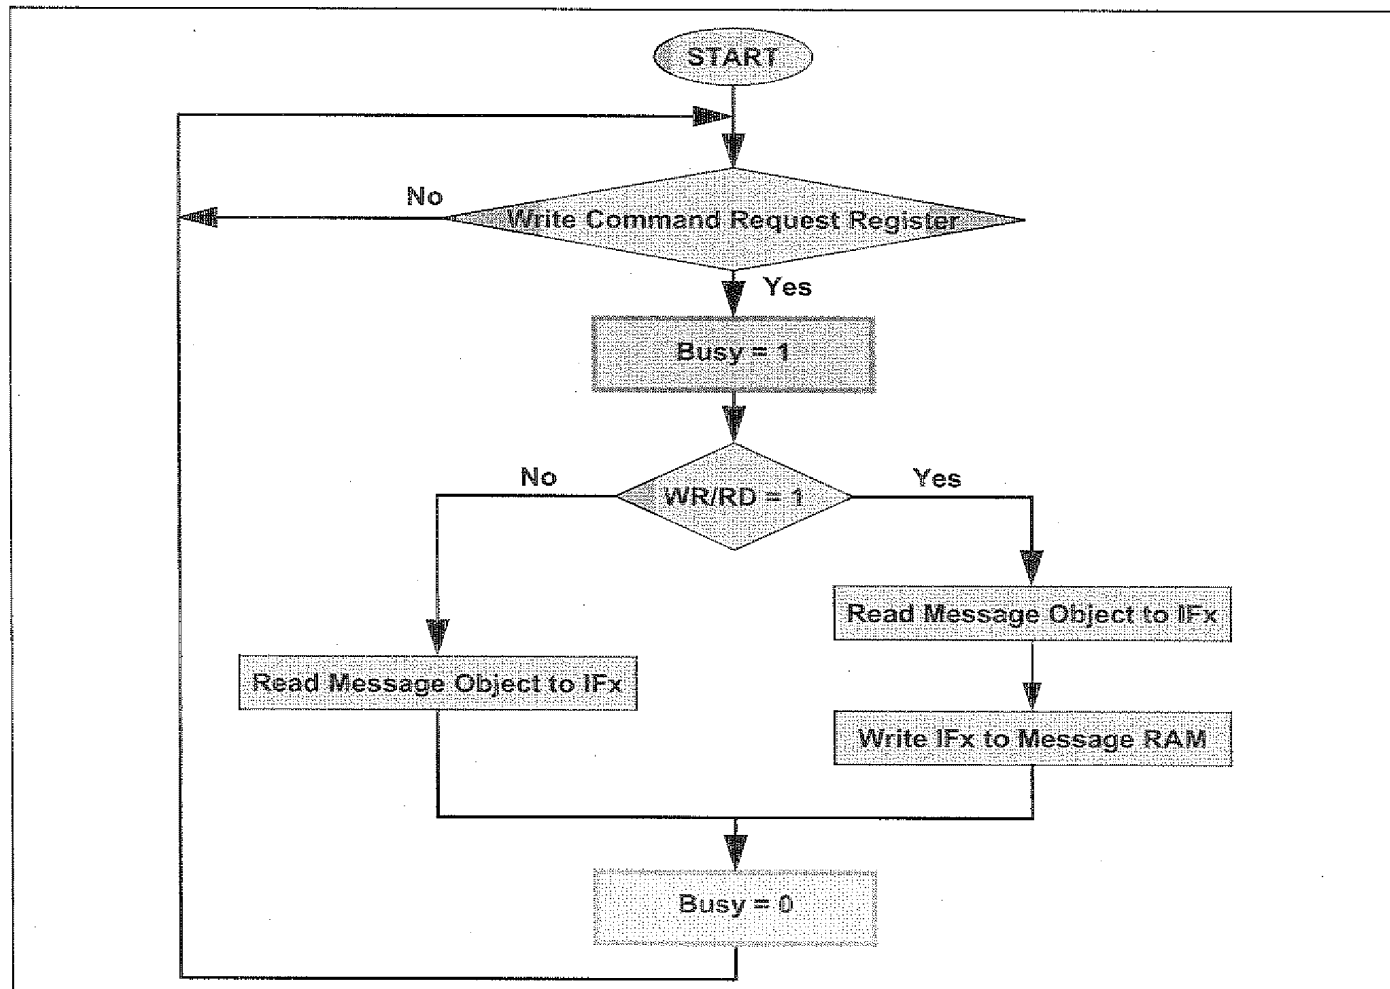 START
No
Write Command Request Register
Yes
Busy = 1
No
WR/RD = 1
Yes
Read Message Object to IFx
Read Message Object to IFx
Write IFx to Message RAM
Busy = 0